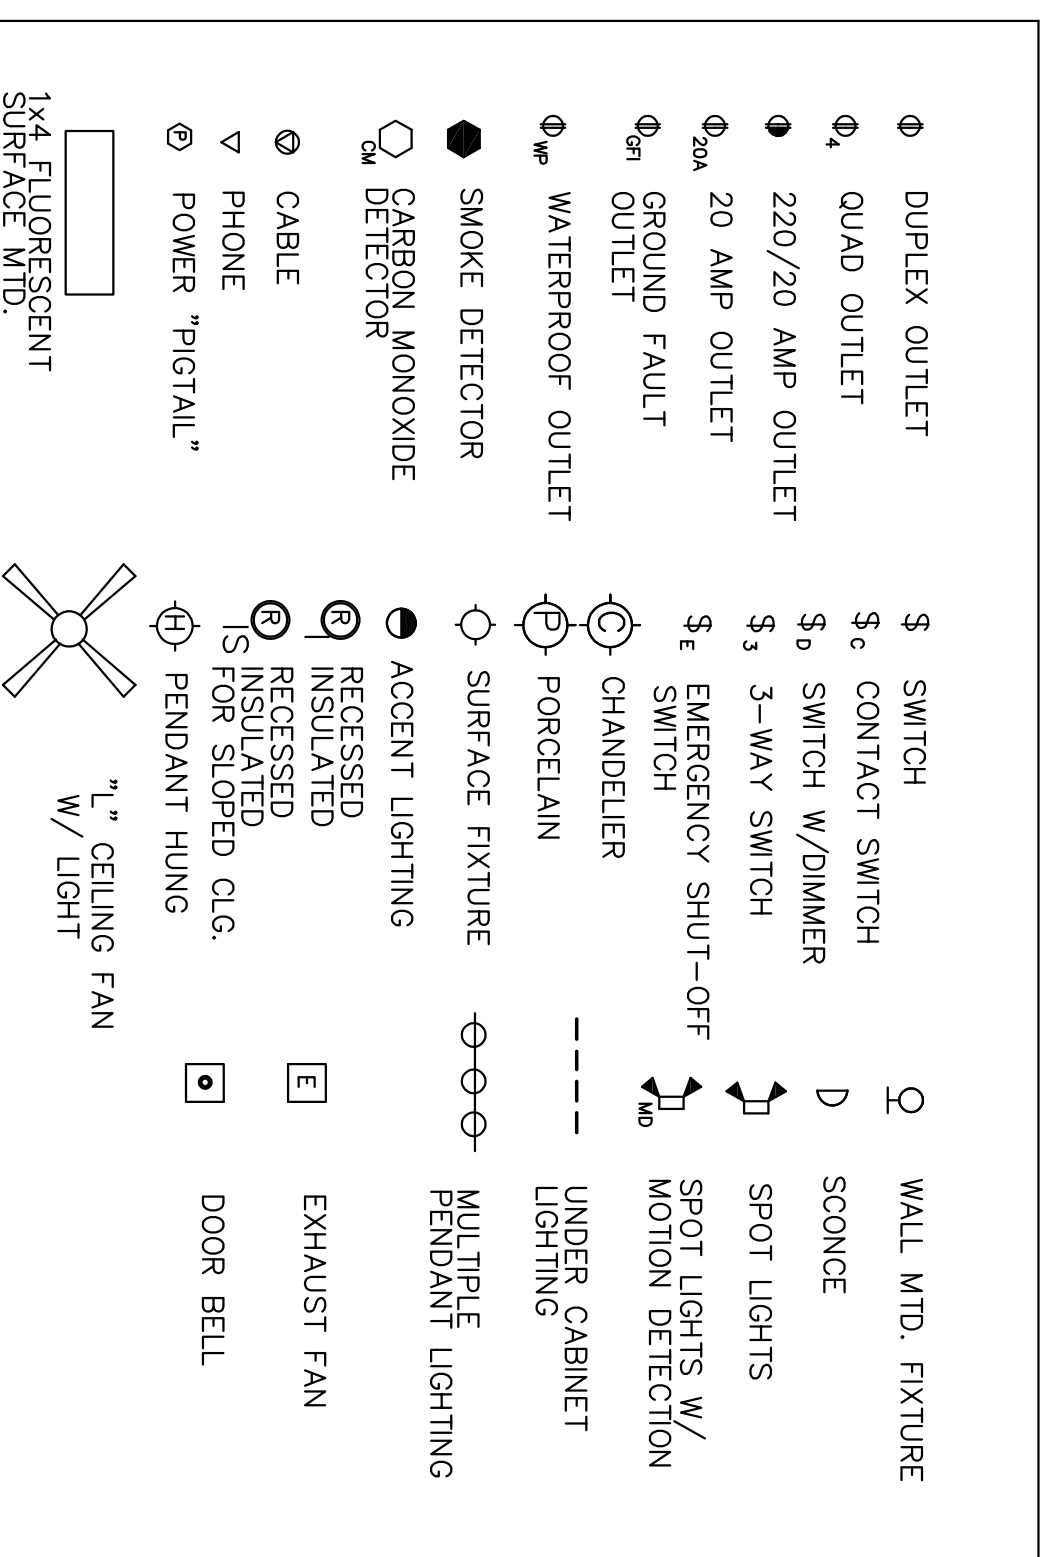 DUPLEX OUTLET
4
QUAD OUTLET
220/20 AMP OUTLET
20A
20 AMP OUTLET
GFI
GROUND FAULT
OUTLET
WP
WATERPROOF OUTLET
SMOKE DETECTOR
CM
CARBON MONOXIDE
DETECTOR
CABLE
PHONE
P
POWER "PIGTAIL"
1x4 FLUORESCENT
SURFACE MTD.
$
SWITCH
$ C
CONTACT SWITCH
$ D
SWITCH W/DIMMER
$ 3
3-WAY SWITCH
$ E
EMERGENCY SHUT-OFF
SWITCH
C
CHANDELIER
P
PORCELAIN
SURFACE FIXTURE
ACCENT LIGHTING
R
I
RECESSED
INSULATED
R
IS
RECESSED
INSULATED
FOR SLOPED CLG.
H
PENDANT HUNG
"L" CEILING FAN
W/ LIGHT
WALL MTD. FIXTURE
SCONCE
SPOT LIGHTS
MD
SPOT LIGHTS W/
MOTION DETECTION
UNDER CABINET
LIGHTING
MULTIPLE
PENDANT LIGHTING
E
EXHAUST FAN
DOOR BELL